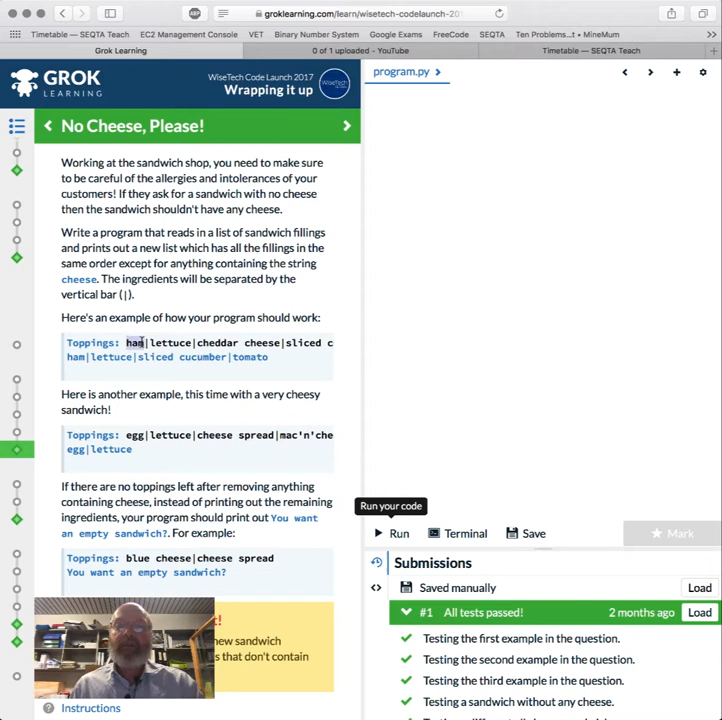 groklearning.com/learn/wisetech-codelaunch-201
Timetable — SEQTA Teach EC2 Management Console VET Binary Number System Google Exams FreeCode SEQTA Ten Problems..." MineMum
Grok Learning 0 of 1 uploaded - YouTube Timetable — SEQTA Teach
GROK
LEARNING
WiseTech Code Launch 2017
Wrapping it up
WiseTech
program.py
No Cheese, Please!
Working at the sandwich shop, you need to make sure
to be careful of the allergies and intolerances of your
customers! If they ask for a sandwich with no cheese
then the sandwich shouldn't have any cheese.
Write a program that reads in a list of sandwich fillings
and prints out a new list which has all the fillings in the
same order except for anything containing the string
cheese. The ingredients will be separated by the
vertical bar (|).
Here's an example of how your program should work:
Toppings: ham|lettuce|cheddar cheese|sliced c
ham|lettuce|sliced cucumber|tomato
Here is another example, this time with a very cheesy
sandwich!
Toppings: egg|lettuce|cheese spread|mac'n'che
egg|lettuce
If there are no toppings left after removing anything
containing cheese, instead of printing out the remaining
ingredients, your program should print out You want
an empty sandwich?. For example:
Toppings: blue cheese|cheese spread
You want an empty sandwich?
t!
new sandwich
s that don't contain
Instructions
Run your code
Run Terminal Save Mark
Submissions
Saved manually Load
#1 All tests passed! 2 months ago Load
Testing the first example in the question.
Testing the second example in the question.
Testing the third example in the question.
Testing a sandwich without any cheese.